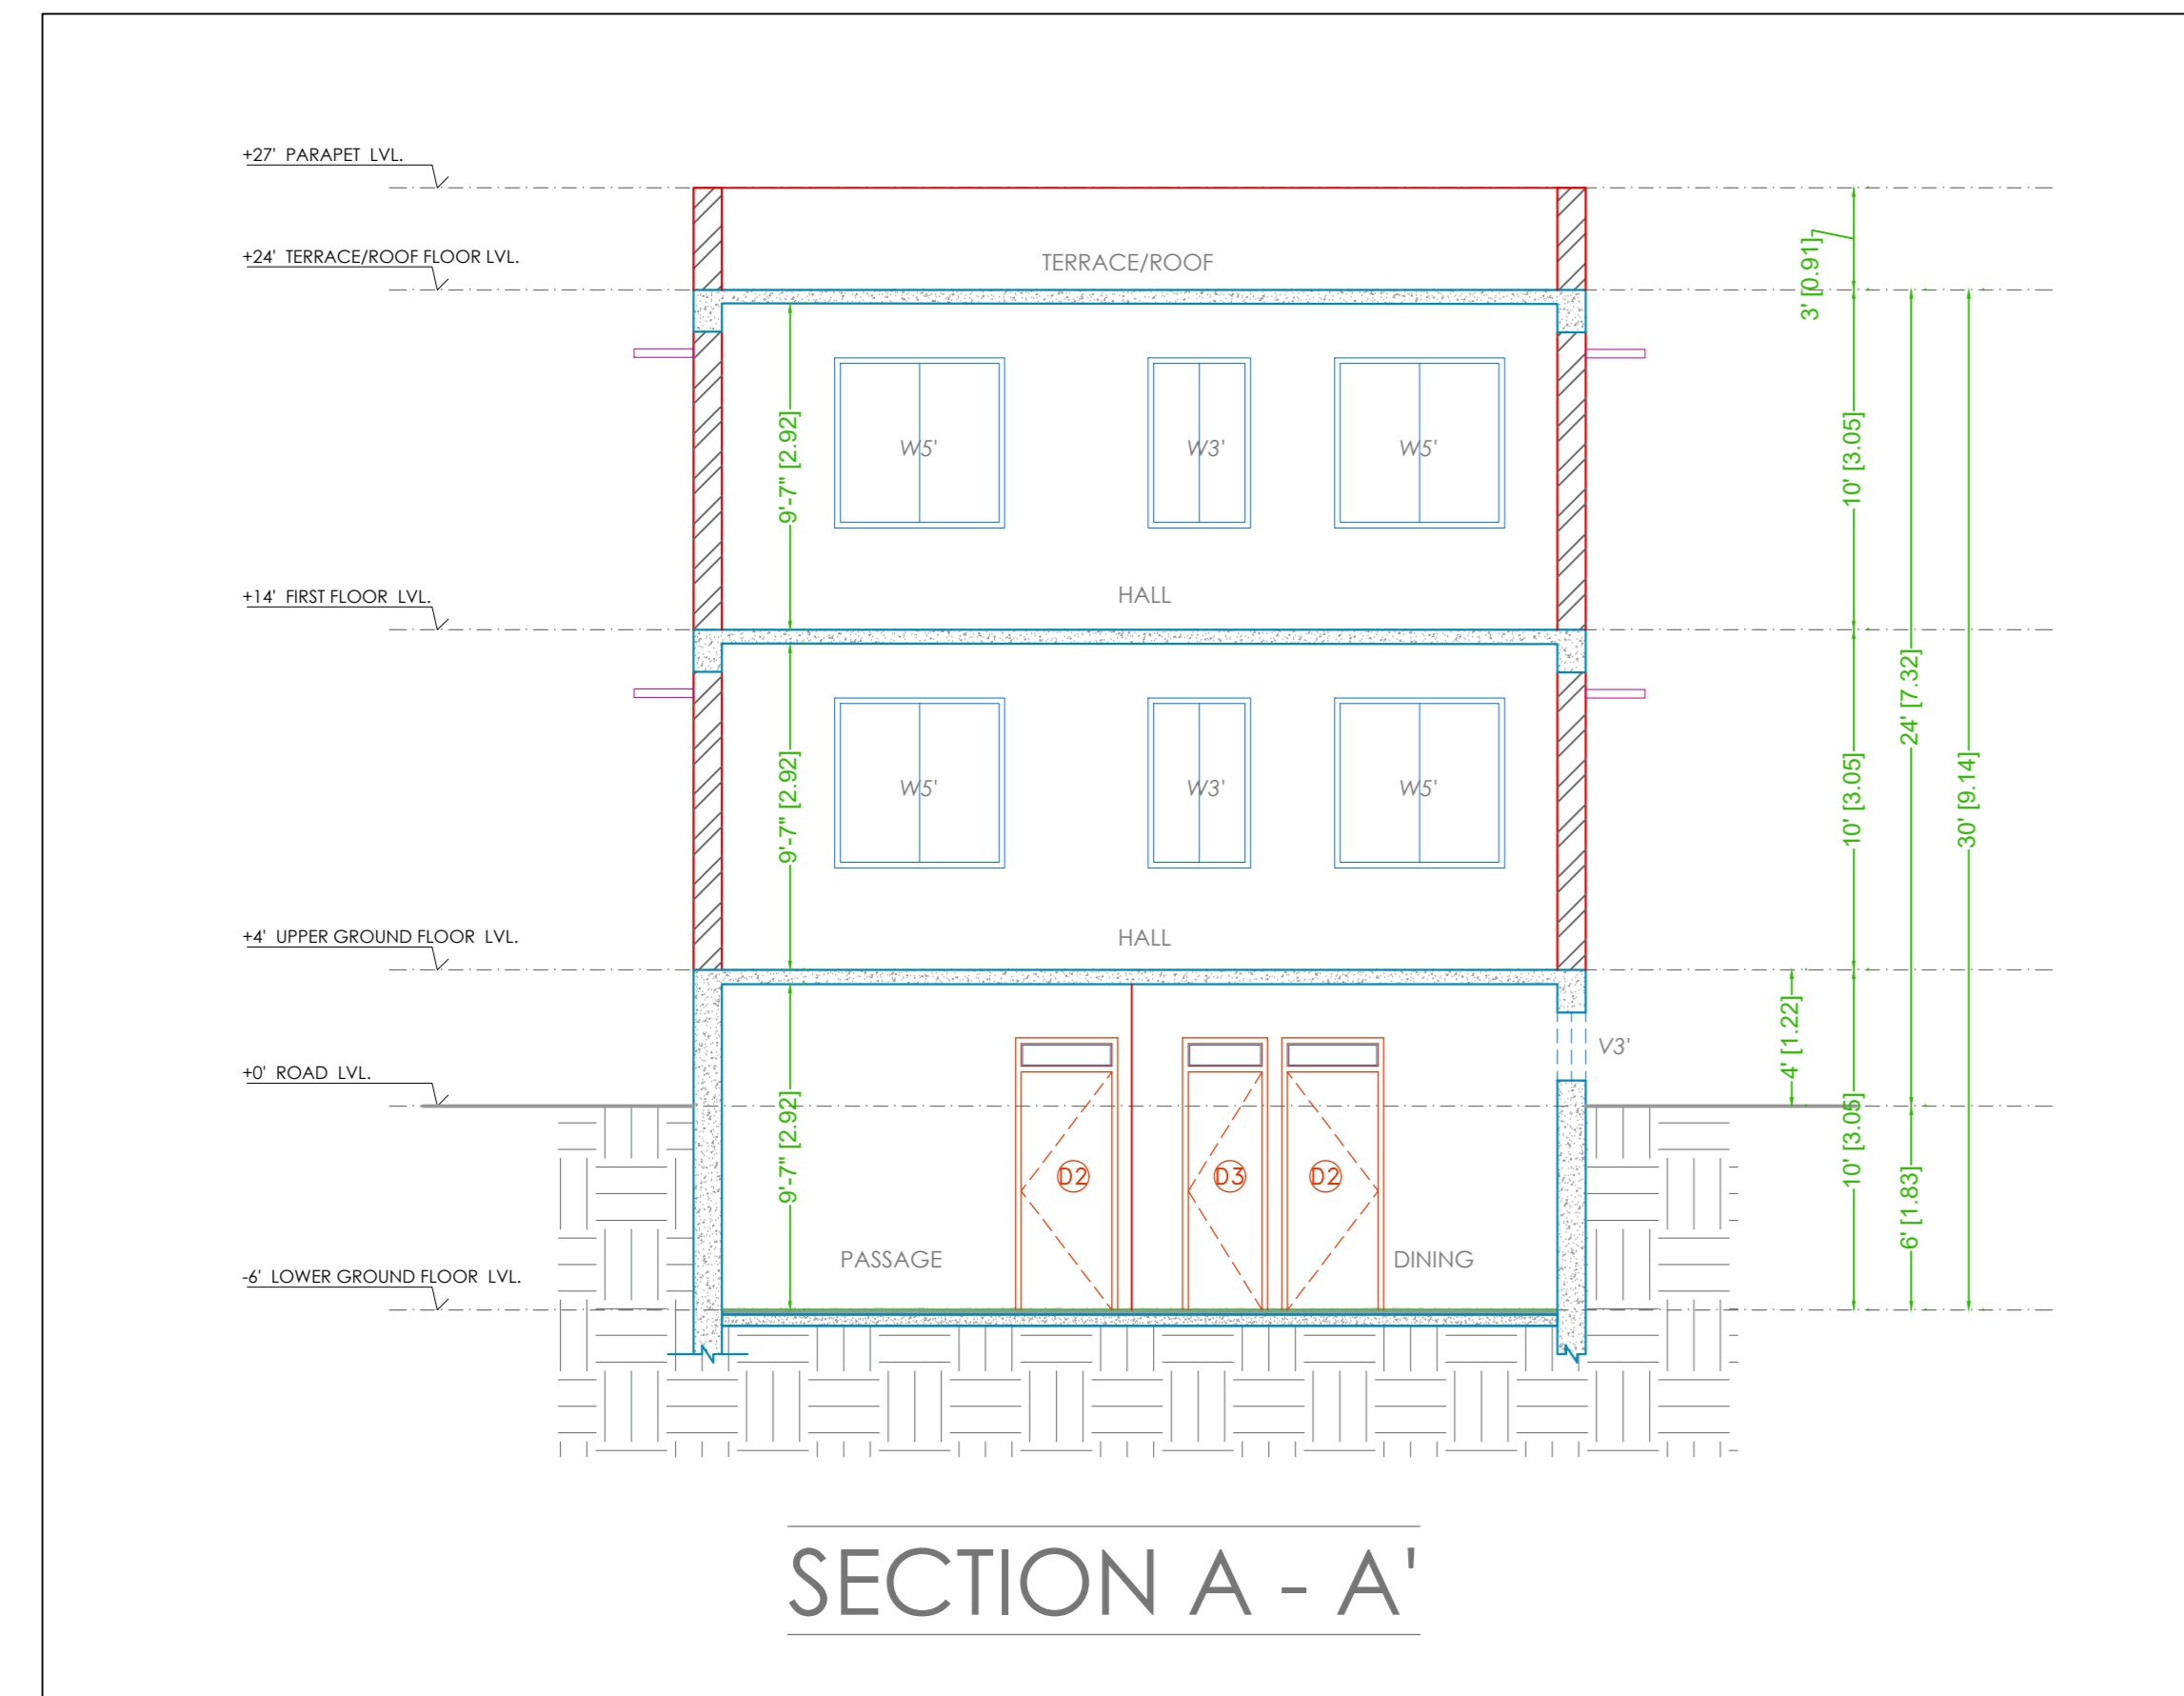 +27' PARAPET LVL.
+24' TERRACE/ROOF FLOOR LVL.
TERRACE/ROOF
3' [0.91]
9'-7" [2.92]
W5'
W3'
W5'
10' [3.05]
HALL
+14' FIRST FLOOR LVL.
24' [7.32]
9'-7" [2.92]
W5'
W3'
W5'
10' [3.05]
30' [9.14]
HALL
+4' UPPER GROUND FLOOR LVL.
V3'
4' [1.22]
+0' ROAD LVL.
9'-7" [2.92]
D2
D3
D2
10' [3.05]
6' [1.83]
PASSAGE
DINING
-6' LOWER GROUND FLOOR LVL.
SECTION A - A'